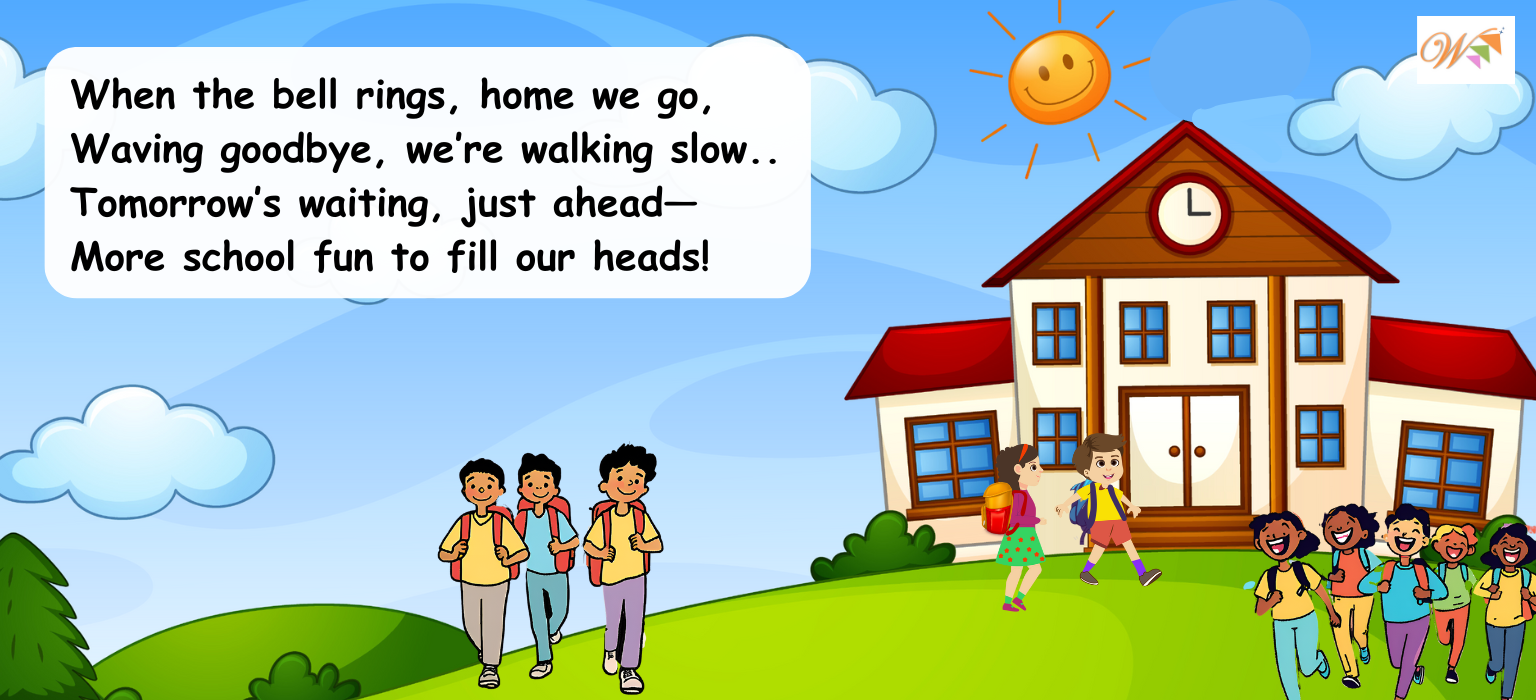 When the bell rings, home we go,
Waving goodbye, we're walking slow..
Tomorrow's waiting, just ahead—
More school fun to fill our heads!
W